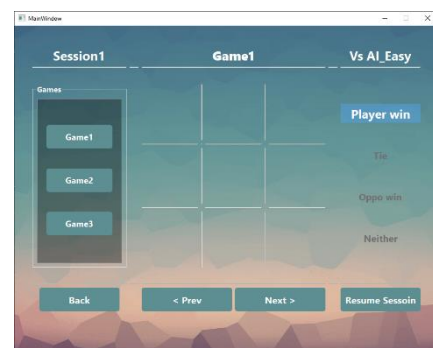 MainWindow
Session1
Game1
Vs AI_Easy
Games
Game1
Game2
Game3
Player win
Tie
Oppo win
Neither
Back
< Prev
Next >
Resume Sessoin